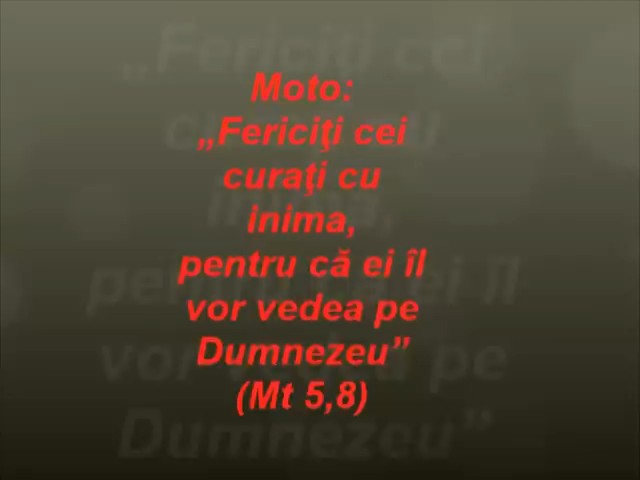 Moto:
„Fericiţi cei
curaţi cu
inima,
pentru că ei îl
vor vedea pe
Dumnezeu”
(Mt 5,8)